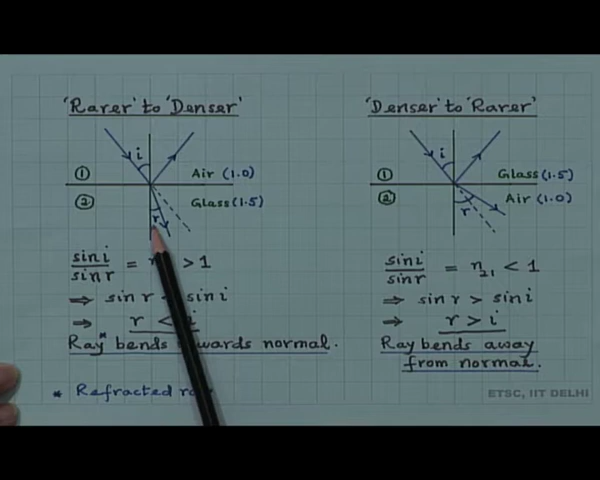 'Rarer' to 'Denser'
i
① Air (1.0)
② Glass (1.5)
r
sin i / sin r = > 1
⇒ sin r sin i
⇒ r < i
Ray* bends normal.
* Refracted
'Denser' to 'Rarer'
i
① Glass (1.5)
② Air (1.0)
r
sin i / sin r = n21 < 1
⇒ sin r > sin i
⇒ r > i
Ray bends away
from normal.
ETSC, IIT DELHI